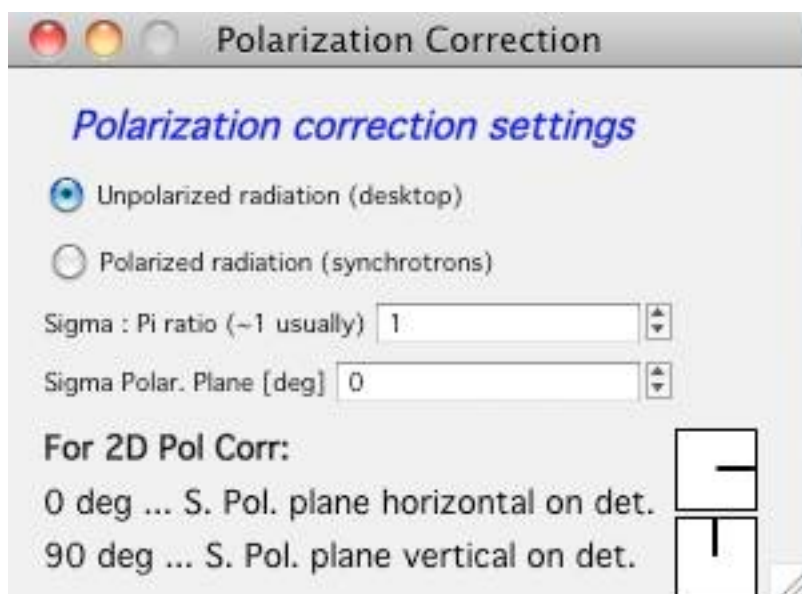 Polarization Correction
Polarization correction settings
Unpolarized radiation (desktop)
Polarized radiation (synchrotrons)
Sigma : Pi ratio (~1 usually) 1
Sigma Polar. Plane [deg] 0
For 2D Pol Corr:
0 deg ... S. Pol. plane horizontal on det.
90 deg ... S. Pol. plane vertical on det.